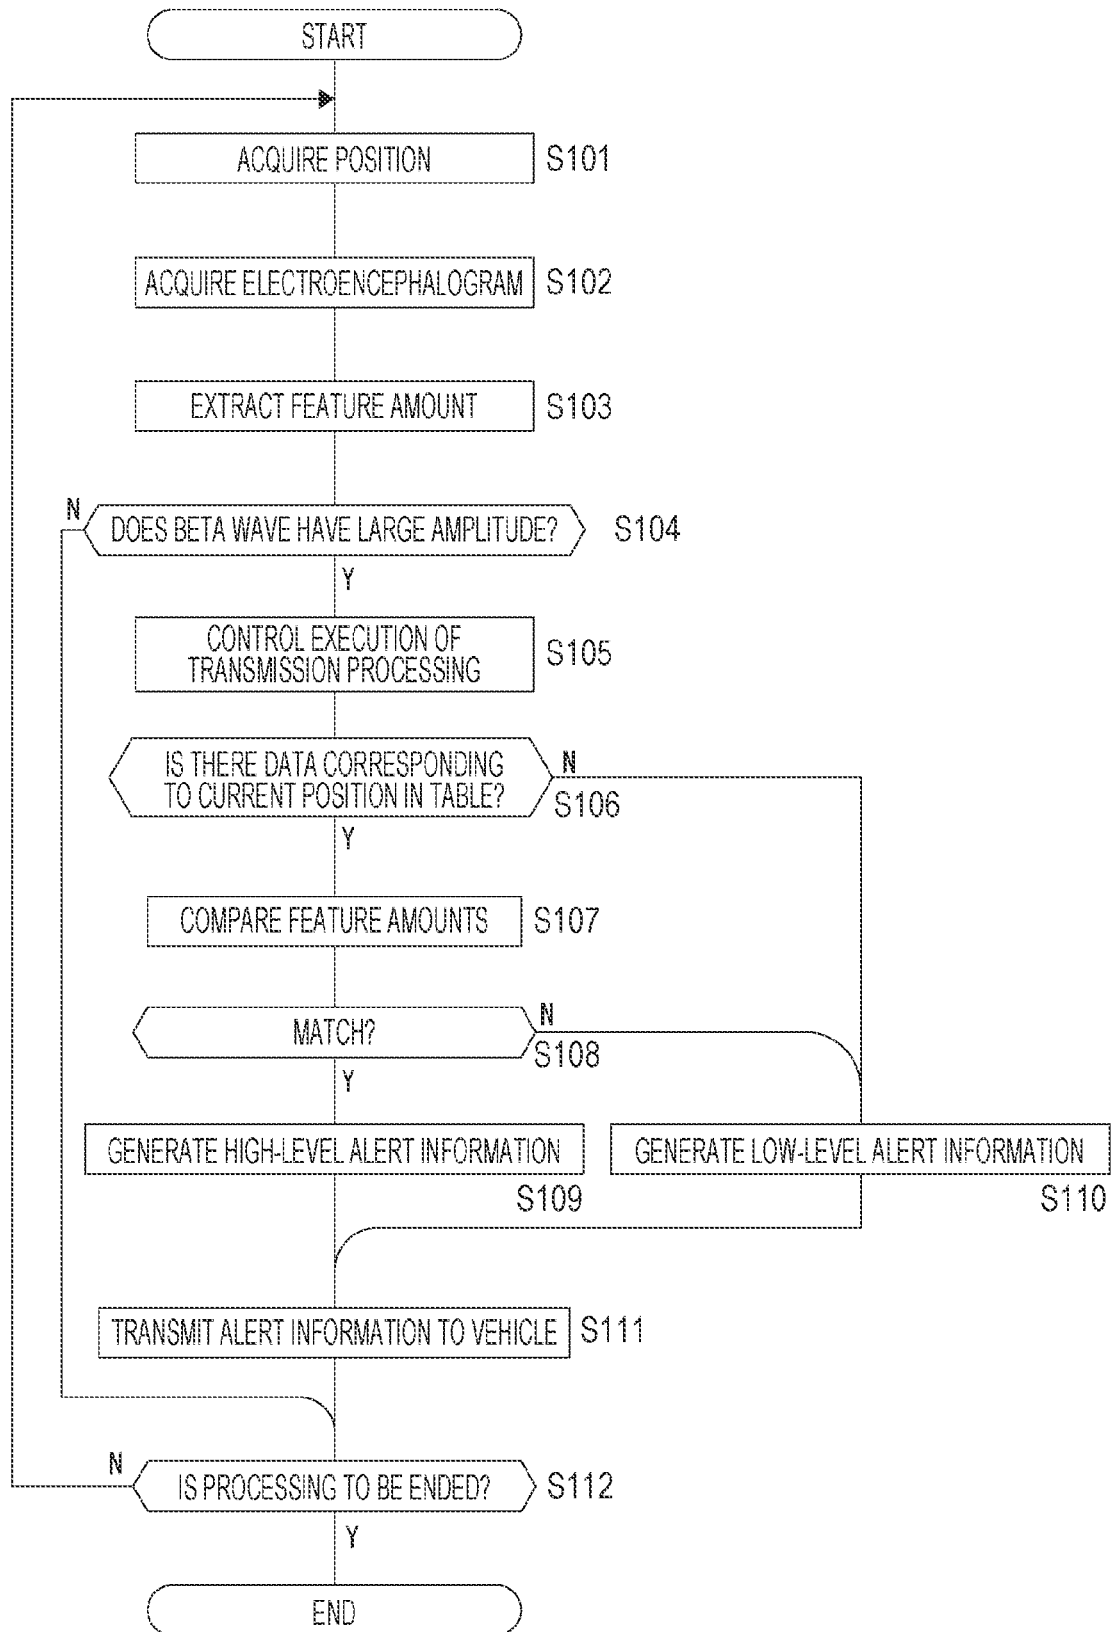 START
ACQUIRE POSITION S101
ACQUIRE ELECTROENCEPHALOGRAM S102
EXTRACT FEATURE AMOUNT S103
N
DOES BETA WAVE HAVE LARGE AMPLITUDE? S104
Y
CONTROL EXECUTION OF
TRANSMISSION PROCESSING
S105
IS THERE DATA CORRESPONDING
TO CURRENT POSITION IN TABLE?
N
S106
Y
COMPARE FEATURE AMOUNTS S107
MATCH?
N
S108
Y
GENERATE HIGH-LEVEL ALERT INFORMATION
S109
GENERATE LOW-LEVEL ALERT INFORMATION
S110
TRANSMIT ALERT INFORMATION TO VEHICLE S111
N
IS PROCESSING TO BE ENDED? S112
Y
END